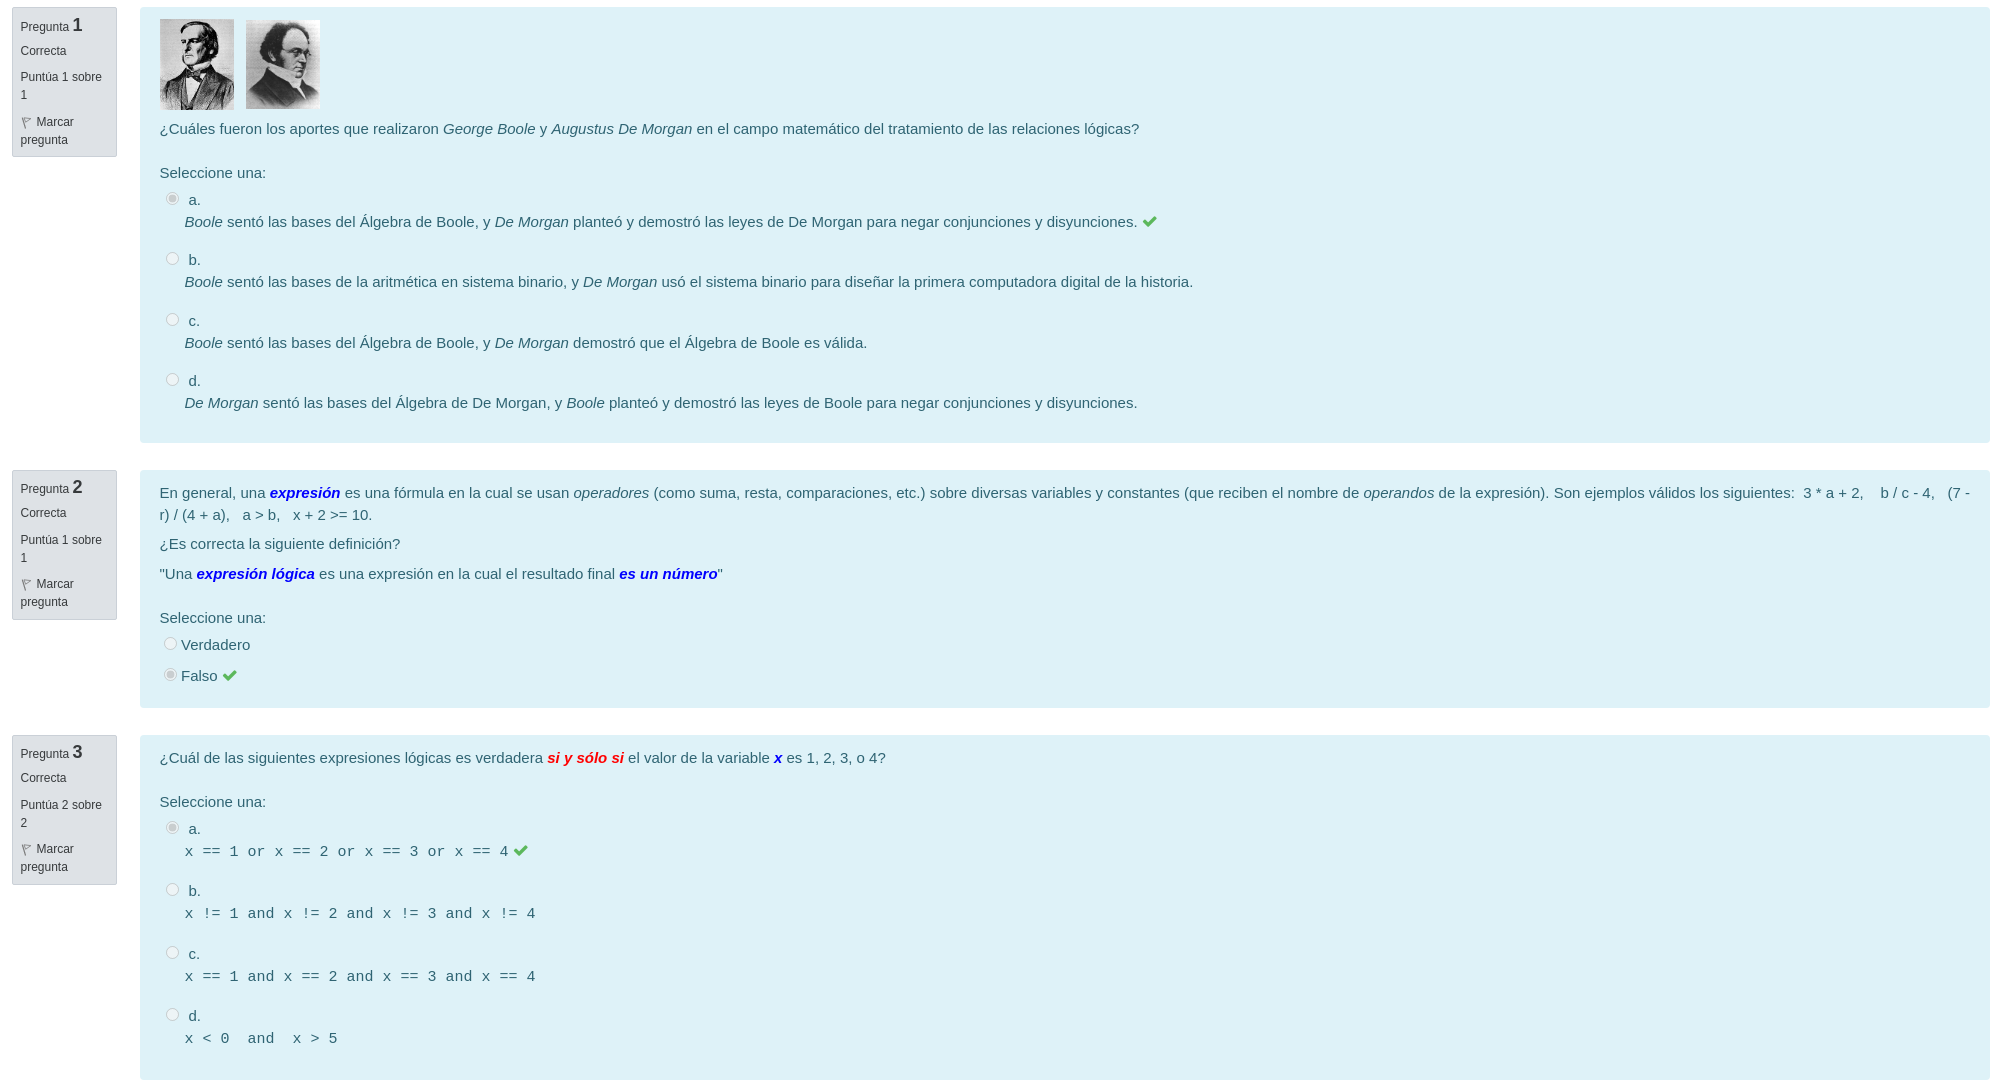 Pregunta 1
Correcta
Puntúa 1 sobre
1
Marcar
pregunta
¿Cuáles fueron los aportes que realizaron George Boole y Augustus De Morgan en el campo matemático del tratamiento de las relaciones lógicas?
Seleccione una:
a.
Boole sentó las bases del Álgebra de Boole, y De Morgan planteó y demostró las leyes de De Morgan para negar conjunciones y disyunciones.
b.
Boole sentó las bases de la aritmética en sistema binario, y De Morgan usó el sistema binario para diseñar la primera computadora digital de la historia.
c.
Boole sentó las bases del Álgebra de Boole, y De Morgan demostró que el Álgebra de Boole es válida.
d.
De Morgan sentó las bases del Álgebra de De Morgan, y Boole planteó y demostró las leyes de Boole para negar conjunciones y disyunciones.
Pregunta 2
Correcta
Puntúa 1 sobre
1
Marcar
pregunta
En general, una expresión es una fórmula en la cual se usan operadores (como suma, resta, comparaciones, etc.) sobre diversas variables y constantes (que reciben el nombre de operandos de la expresión). Son ejemplos válidos los siguientes:  3 * a + 2,    b / c - 4,   (7 -
r) / (4 + a),   a > b,   x + 2 >= 10.
¿Es correcta la siguiente definición?
"Una expresión lógica es una expresión en la cual el resultado final es un número"
Seleccione una:
Verdadero
Falso
Pregunta 3
Correcta
Puntúa 2 sobre
2
Marcar
pregunta
¿Cuál de las siguientes expresiones lógicas es verdadera si y sólo si el valor de la variable x es 1, 2, 3, o 4?
Seleccione una:
a.
x == 1 or x == 2 or x == 3 or x == 4
b.
x != 1 and x != 2 and x != 3 and x != 4
c.
x == 1 and x == 2 and x == 3 and x == 4
d.
x < 0  and  x > 5